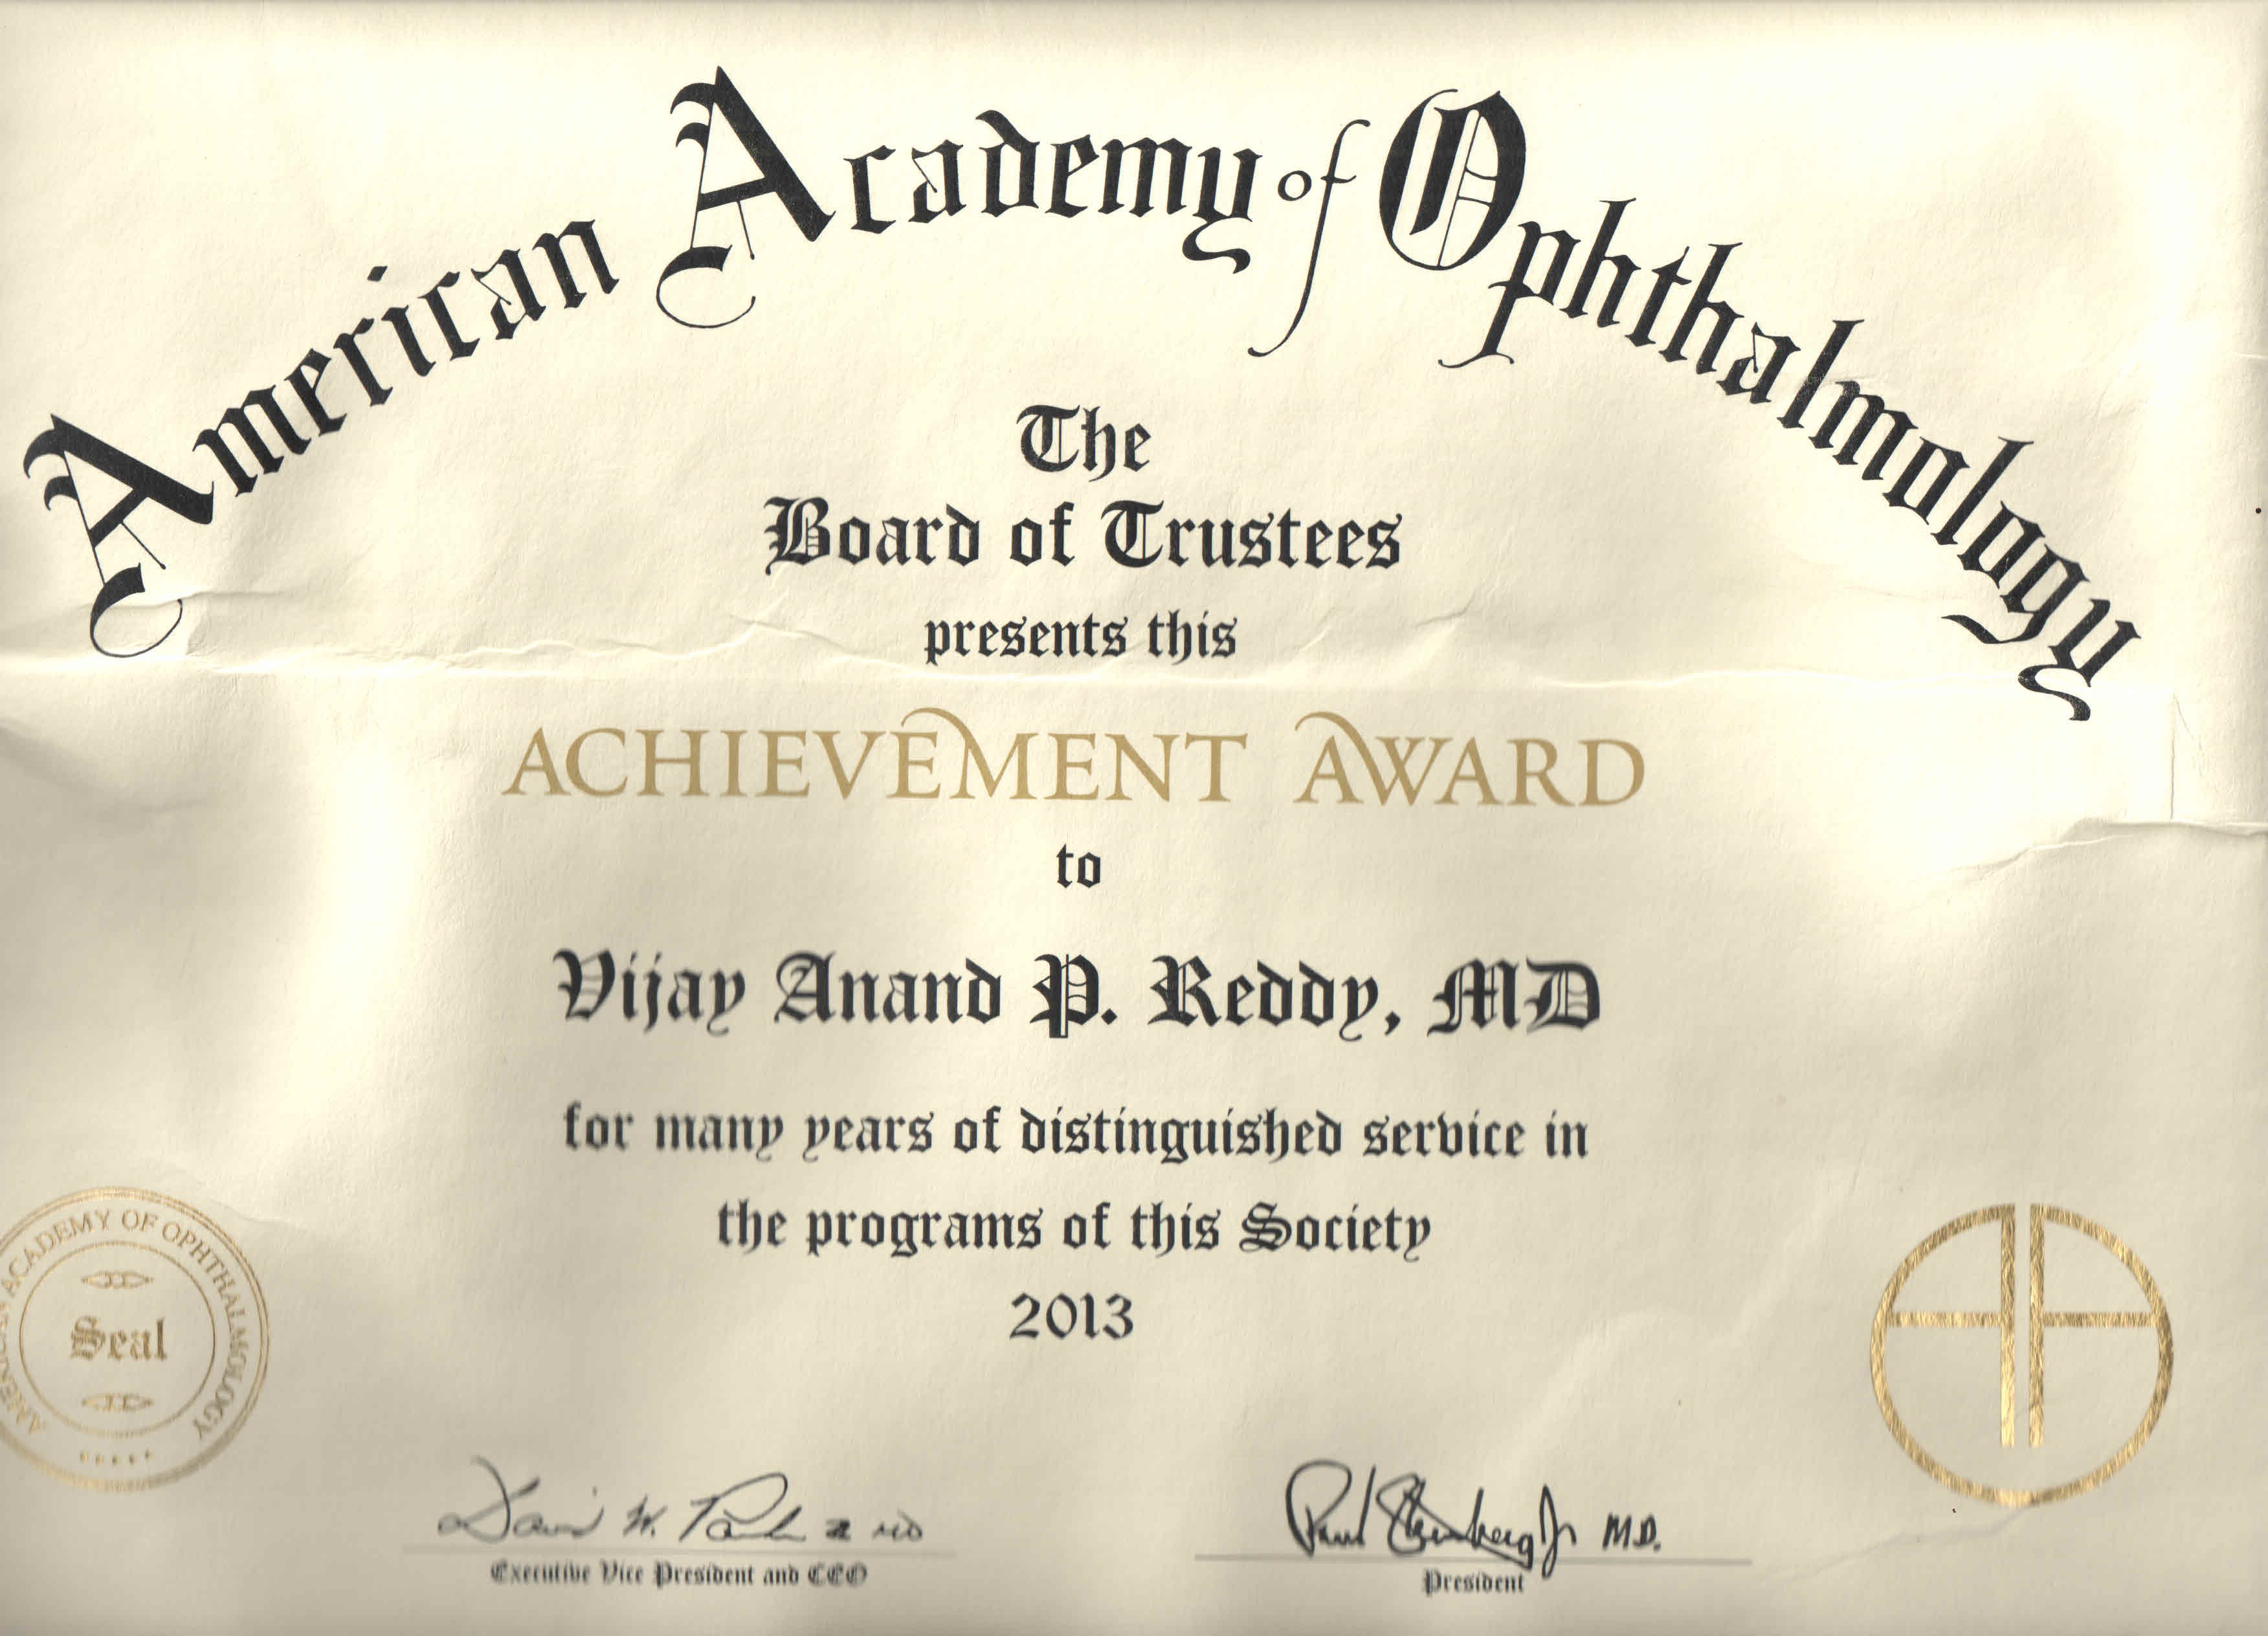 American Academy of Ophthalmology
The
Board of Trustees
presents this
ACHIEVEMENT AWARD
to
Vijay Anand P. Reddy, MD
for many years of distinguished service in
the programs of this Society
2013
AMERICAN ACADEMY OF OPHTHALMOLOGY
Seal
David W. Parke II MD
Executive Vice President and CEO
Paul Sternberg Jr M.D.
President